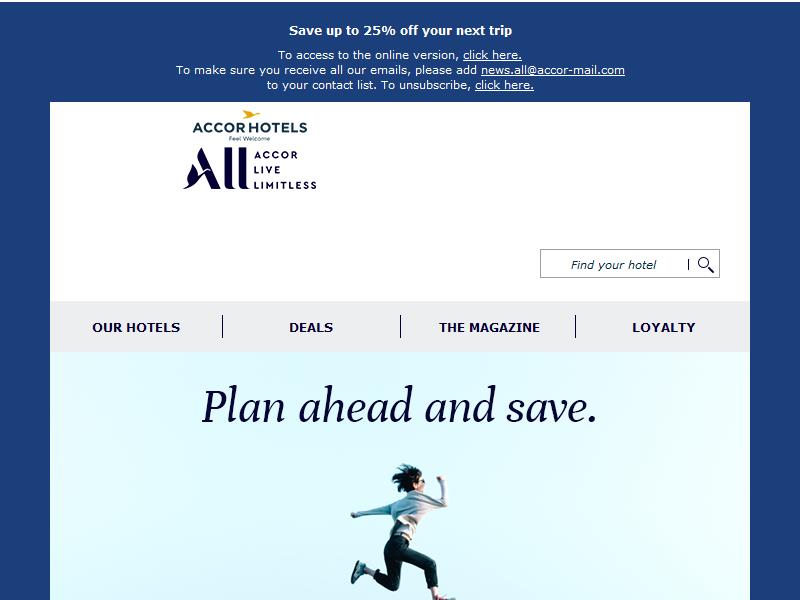 Save up to 25% off your next trip
To access to the online version, click here.
To make sure you receive all our emails, please add news.all@accor-mail.com
to your contact list. To unsubscribe, click here.
ACCOR HOTELS
Feel Welcome
ALL ACCOR
LIVE
LIMITLESS
Find your hotel
OUR HOTELS
DEALS
THE MAGAZINE
LOYALTY
Plan ahead and save.